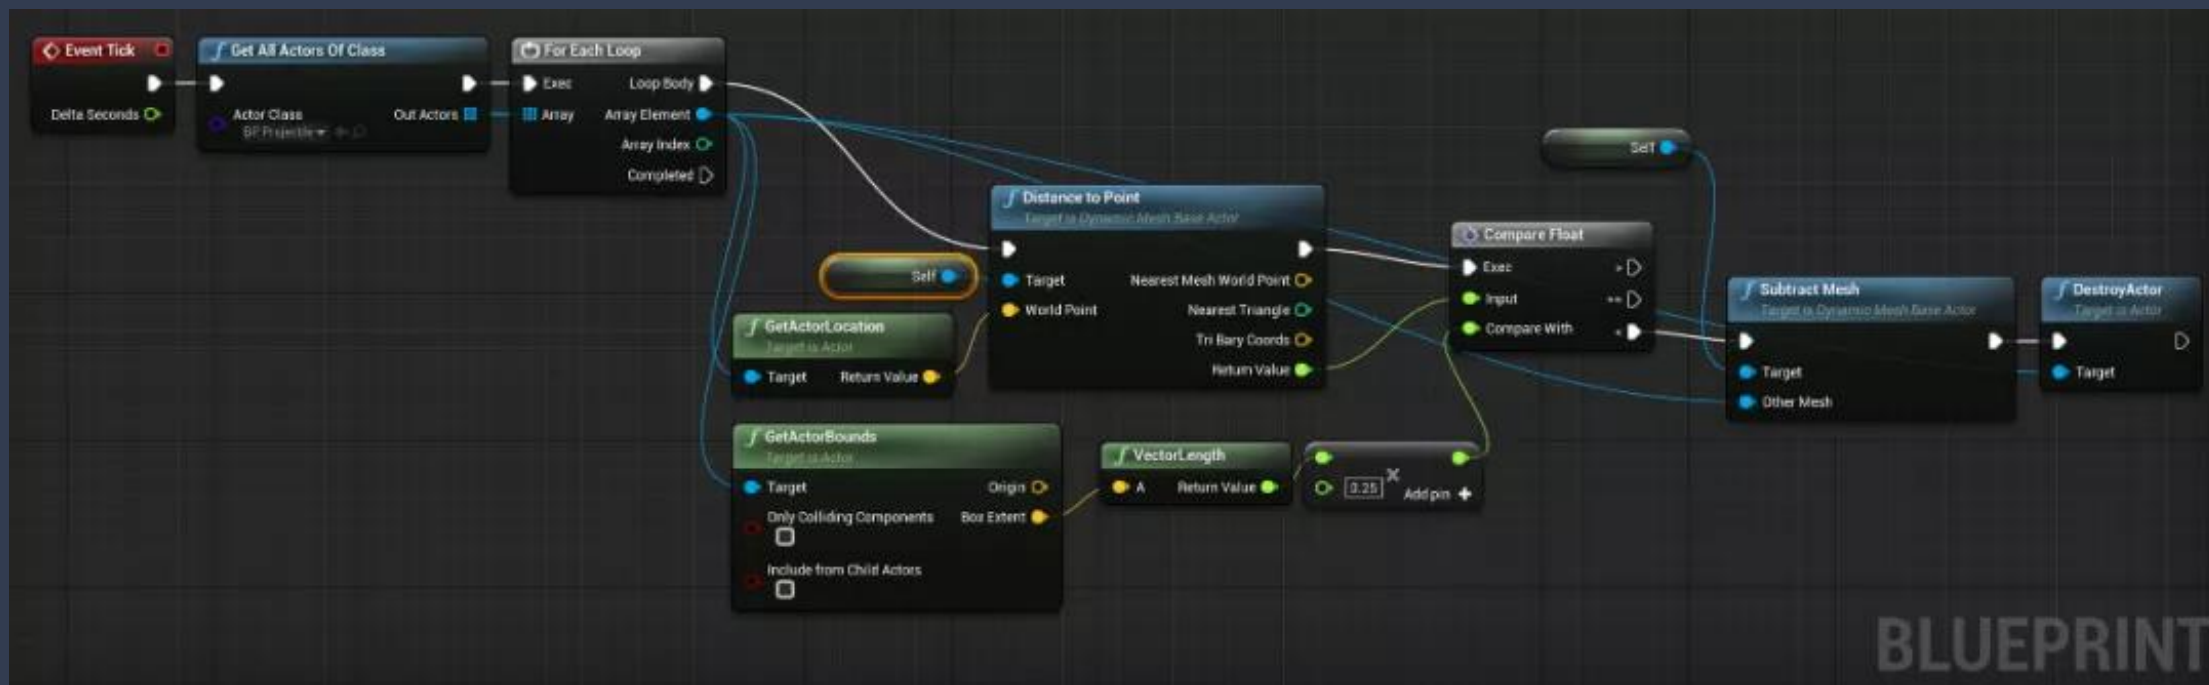 Event Tick
Delta Seconds
Get All Actors Of Class
Actor Class
Out Actors
BP Projectile
For Each Loop
Exec
Loop Body
Array
Array Element
Array Index
Completed
Self
Distance to Point
Target is Dynamic Mesh Base Actor
Target
Nearest Mesh World Point
World Point
Nearest Triangle
Tri Bary Coords
Return Value
Self
GetActorLocation
Target is Actor
Target
Return Value
GetActorBounds
Target is Actor
Target
Origin
Only Colliding Components
Box Extent
Include from Child Actors
VectorLength
A
Return Value
0.25
×
Add pin +
Compare Float
Exec
>
Input
==
Compare With
<
Subtract Mesh
Target is Dynamic Mesh Base Actor
Target
Other Mesh
DestroyActor
Target is Actor
Target
BLUEPRINT